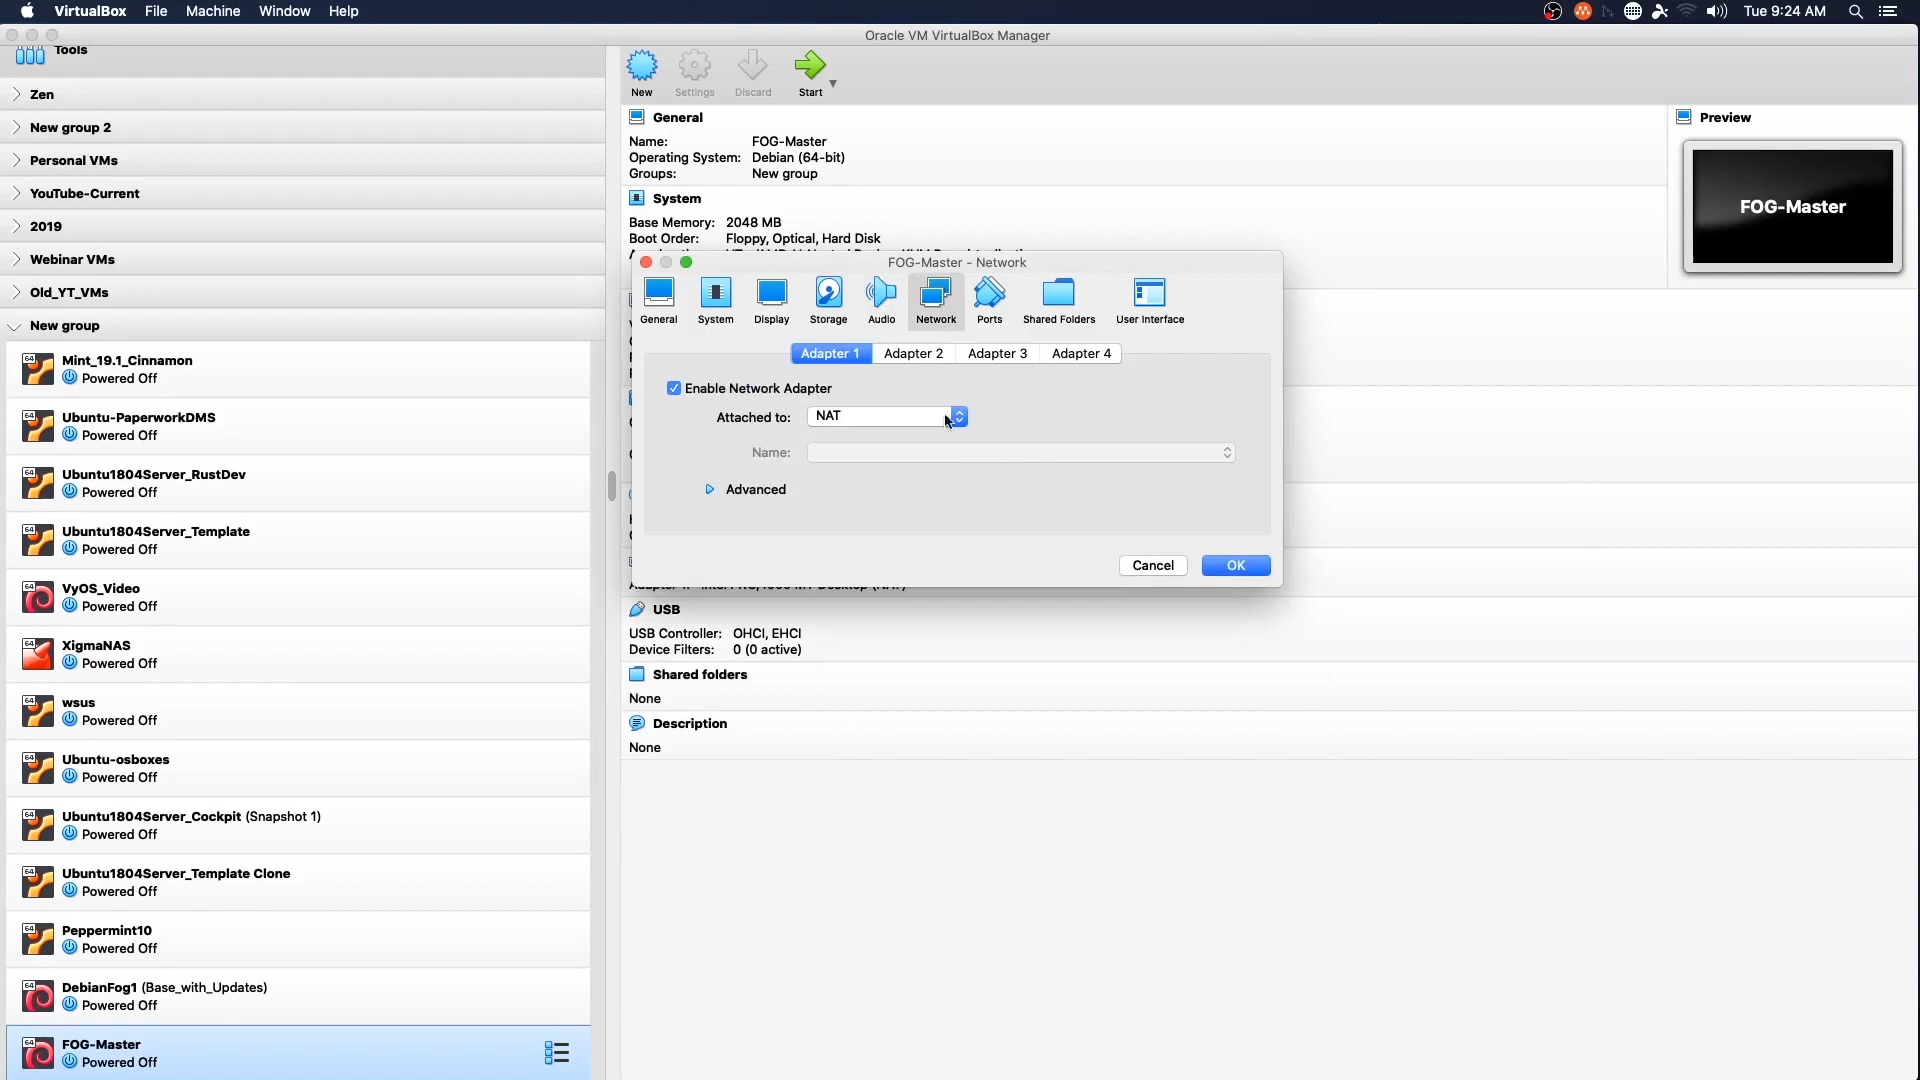 VirtualBox File Machine Window Help
Tue 9:24 AM
Oracle VM VirtualBox Manager
Tools
Zen
New group 2
Personal VMs
YouTube-Current
2019
Webinar VMs
Old_YT_VMs
New group
Mint_19.1_Cinnamon
Powered Off
Ubuntu-PaperworkDMS
Powered Off
Ubuntu1804Server_RustDev
Powered Off
Ubuntu1804Server_Template
Powered Off
VyOS_Video
Powered Off
XigmaNAS
Powered Off
wsus
Powered Off
Ubuntu-osboxes
Powered Off
Ubuntu1804Server_Cockpit (Snapshot 1)
Powered Off
Ubuntu1804Server_Template Clone
Powered Off
Peppermint10
Powered Off
DebianFog1 (Base_with_Updates)
Powered Off
FOG-Master
Powered Off
New Settings Discard Start
General
Name: FOG-Master
Operating System: Debian (64-bit)
Groups: New group
System
Base Memory: 2048 MB
Boot Order: Floppy, Optical, Hard Disk
Preview
FOG-Master
FOG-Master - Network
General System Display Storage Audio Network Ports Shared Folders User Interface
Adapter 1 Adapter 2 Adapter 3 Adapter 4
Enable Network Adapter
Attached to: NAT
Name:
Advanced
Cancel OK
USB
USB Controller: OHCI, EHCI
Device Filters: 0 (0 active)
Shared folders
None
Description
None